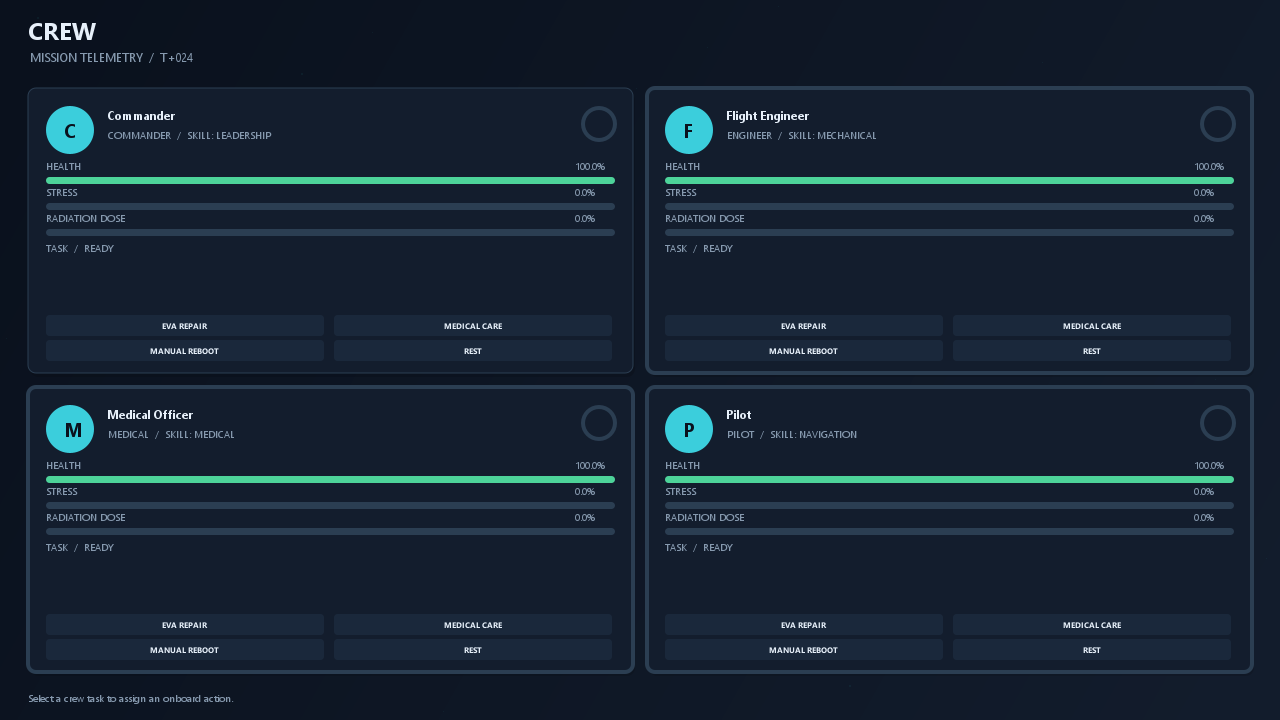 CREW
MISSION TELEMETRY / T+024
C
Commander
COMMANDER / SKILL: LEADERSHIP
HEALTH 100.0%
STRESS 0.0%
RADIATION DOSE 0.0%
TASK / READY
EVA REPAIR MEDICAL CARE
MANUAL REBOOT REST
F
Flight Engineer
ENGINEER / SKILL: MECHANICAL
HEALTH 100.0%
STRESS 0.0%
RADIATION DOSE 0.0%
TASK / READY
EVA REPAIR MEDICAL CARE
MANUAL REBOOT REST
M
Medical Officer
MEDICAL / SKILL: MEDICAL
HEALTH 100.0%
STRESS 0.0%
RADIATION DOSE 0.0%
TASK / READY
EVA REPAIR MEDICAL CARE
MANUAL REBOOT REST
P
Pilot
PILOT / SKILL: NAVIGATION
HEALTH 100.0%
STRESS 0.0%
RADIATION DOSE 0.0%
TASK / READY
EVA REPAIR MEDICAL CARE
MANUAL REBOOT REST
Select a crew task to assign an onboard action.